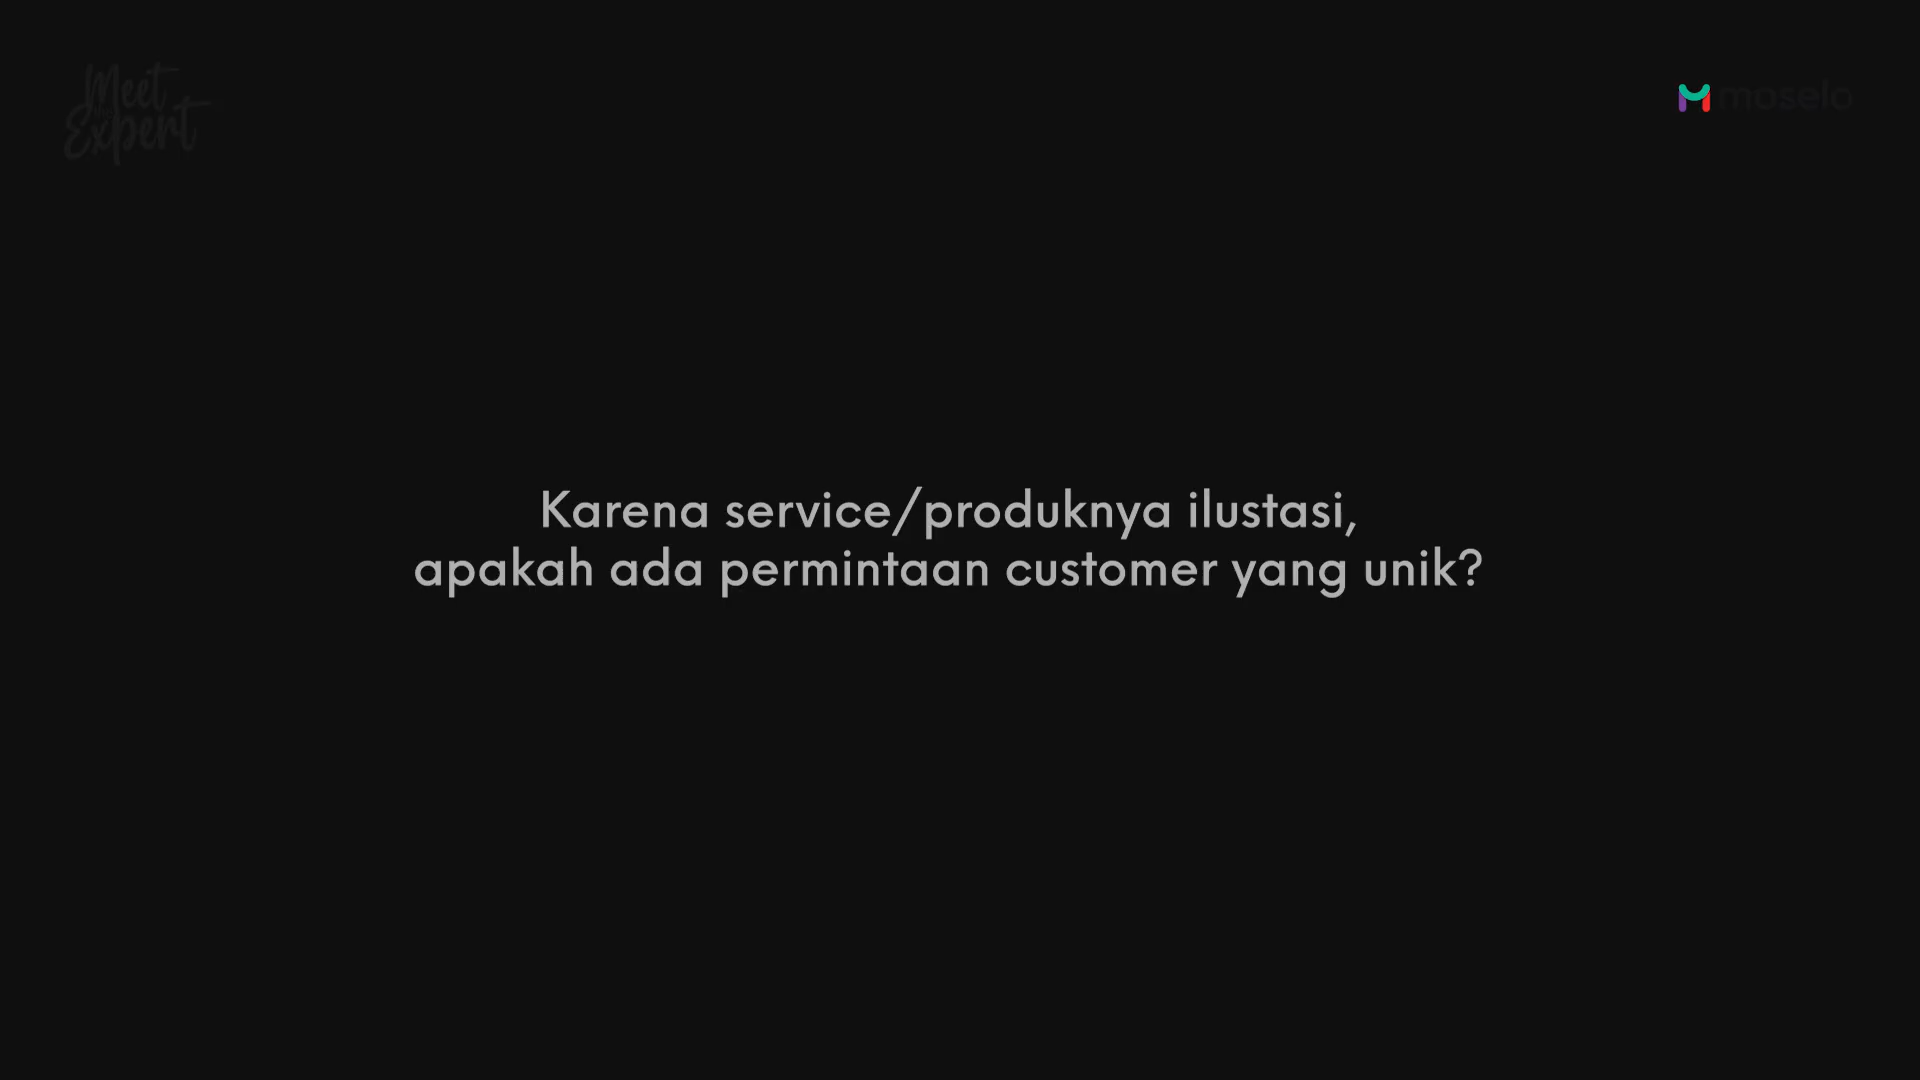 Meet
Expert
moselo
Karena service/produknya ilustasi,
apakah ada permintaan customer yang unik?